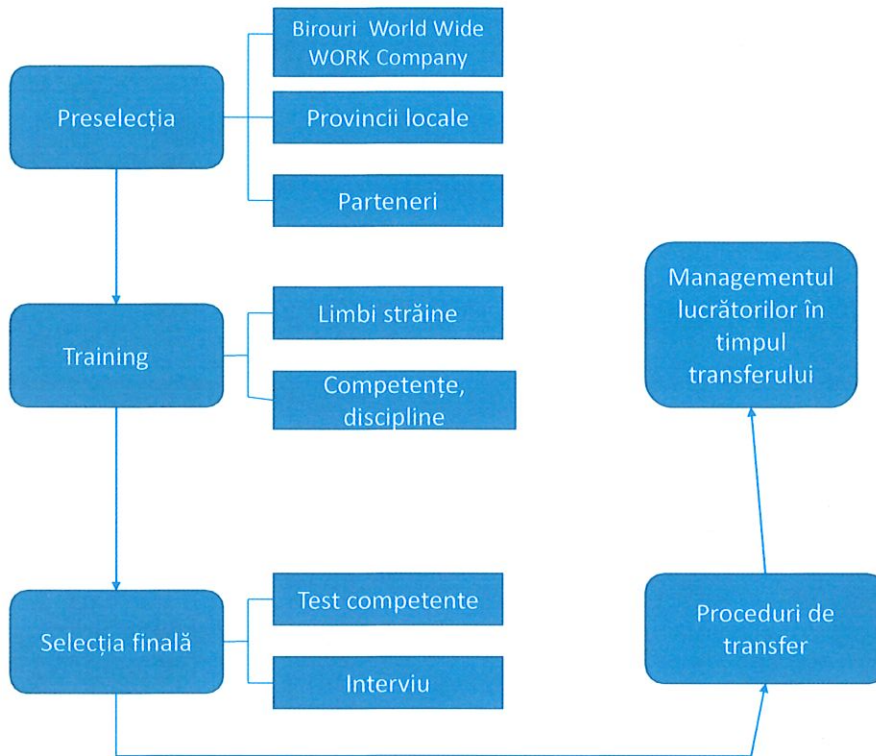 Birouri World Wide
WORK Company
Preselecția
Provincii locale
Parteneri
Limbi străine
Training
Competențe,
discipline
Test competente
Selecția finală
Interviu
Proceduri de
transfer
Managementul
lucrătorilor în
timpul
transferului